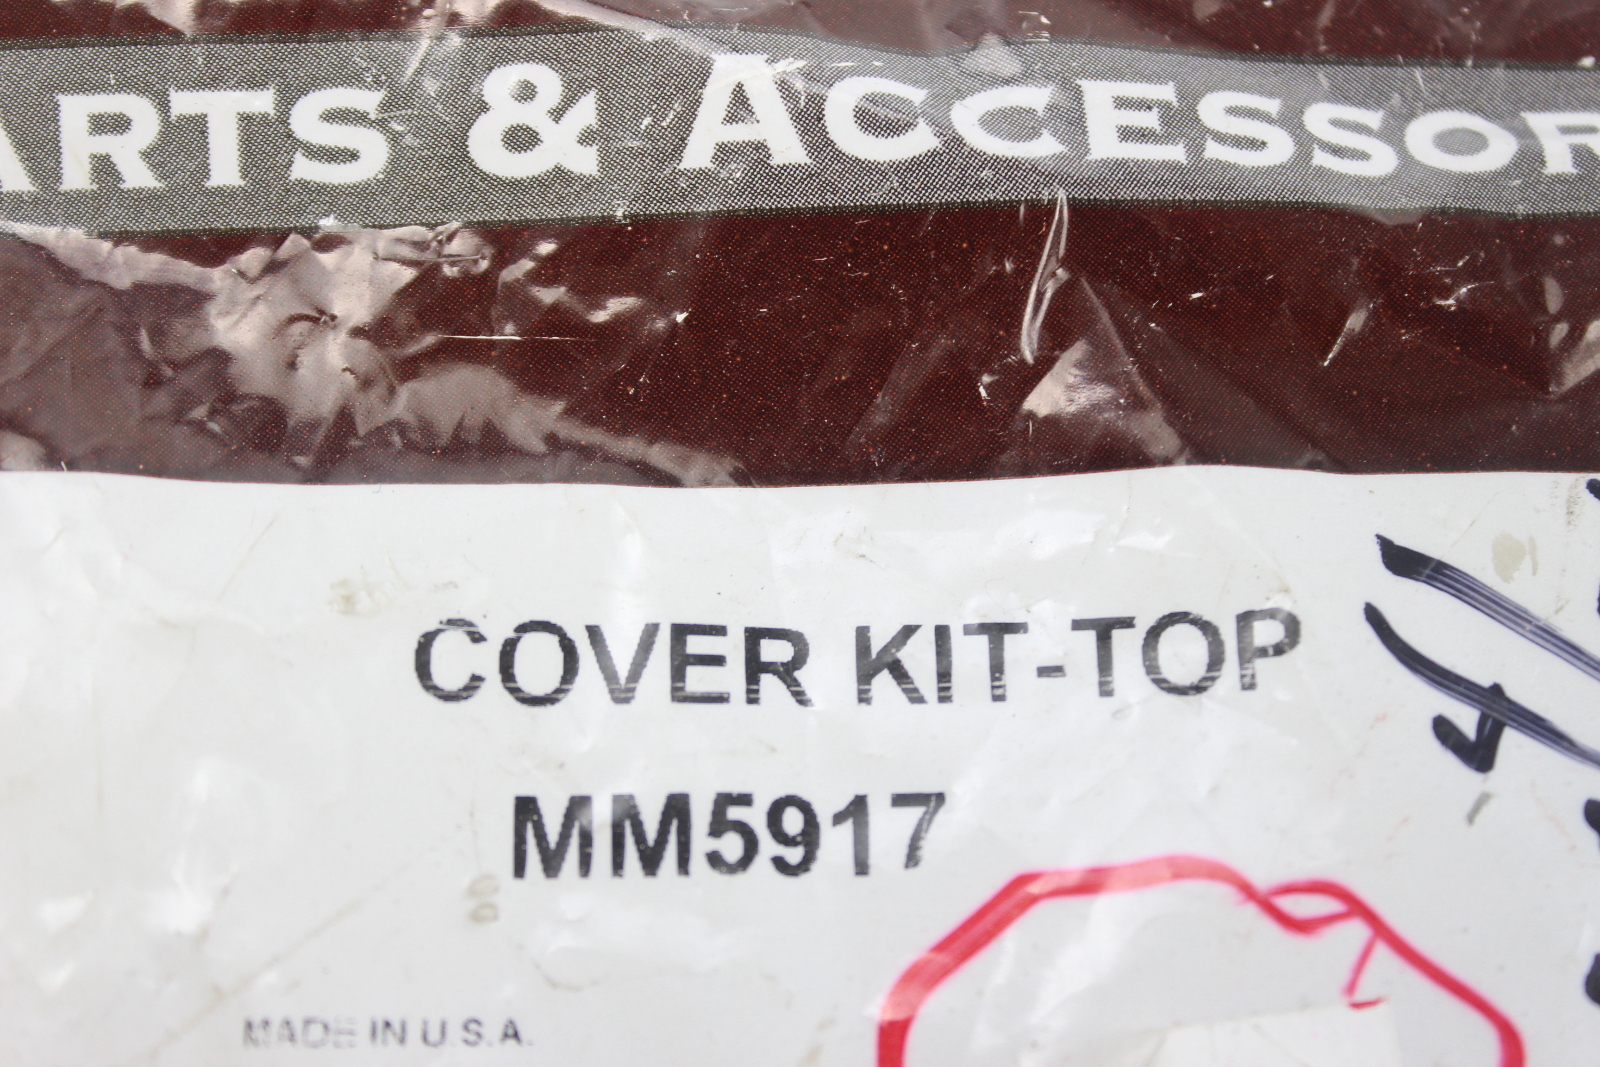 ARTS & ACCESSOR
COVER KIT-TOP
MM5917
MADE IN U.S.A.